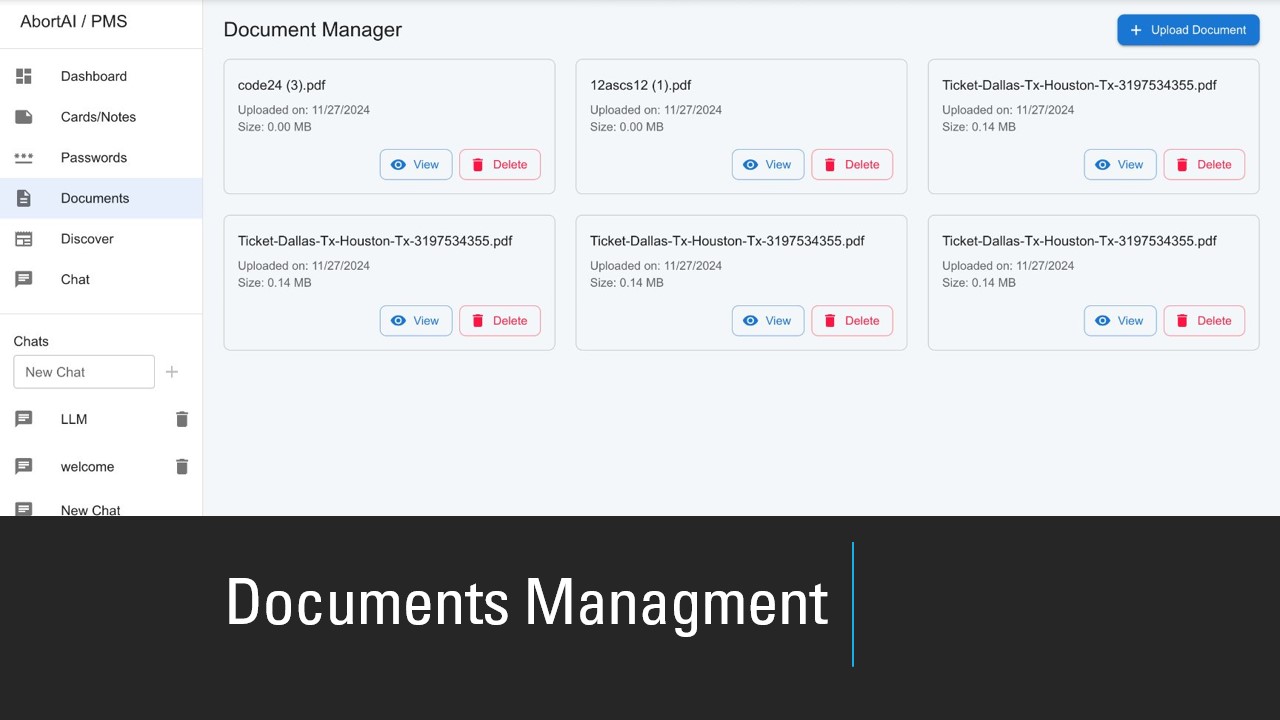 AbortAI / PMS
Dashboard
Cards/Notes
Passwords
Documents
Discover
Chat
Chats
New Chat
LLM
welcome
New Chat
Document Manager
Upload Document
code24 (3).pdf
Uploaded on: 11/27/2024
Size: 0.00 MB
View
Delete
12ascs12 (1).pdf
Uploaded on: 11/27/2024
Size: 0.00 MB
View
Delete
Ticket-Dallas-Tx-Houston-Tx-3197534355.pdf
Uploaded on: 11/27/2024
Size: 0.14 MB
View
Delete
Ticket-Dallas-Tx-Houston-Tx-3197534355.pdf
Uploaded on: 11/27/2024
Size: 0.14 MB
View
Delete
Ticket-Dallas-Tx-Houston-Tx-3197534355.pdf
Uploaded on: 11/27/2024
Size: 0.14 MB
View
Delete
Ticket-Dallas-Tx-Houston-Tx-3197534355.pdf
Uploaded on: 11/27/2024
Size: 0.14 MB
View
Delete
Documents Managment